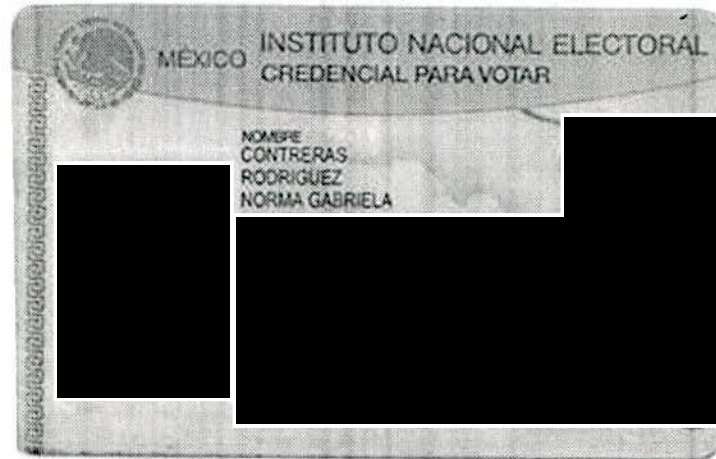 MÉXICO
INSTITUTO NACIONAL ELECTORAL
CREDENCIAL PARA VOTAR
NOMBRE
CONTRERAS
RODRIGUEZ
NORMA GABRIELA